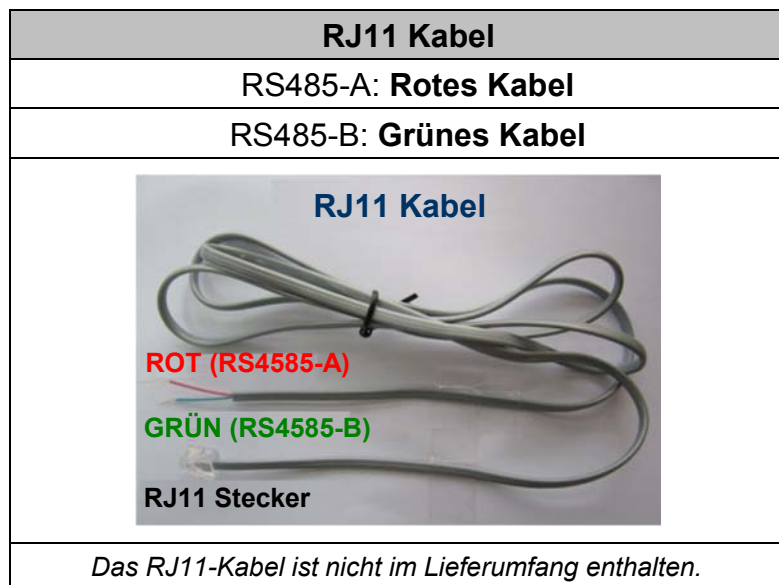 RJ11 Kabel
RS485-A: Rotes Kabel
RS485-B: Grünes Kabel
RJ11 Kabel
ROT (RS4585-A)
GRÜN (RS4585-B)
RJ11 Stecker
Das RJ11-Kabel ist nicht im Lieferumfang enthalten.